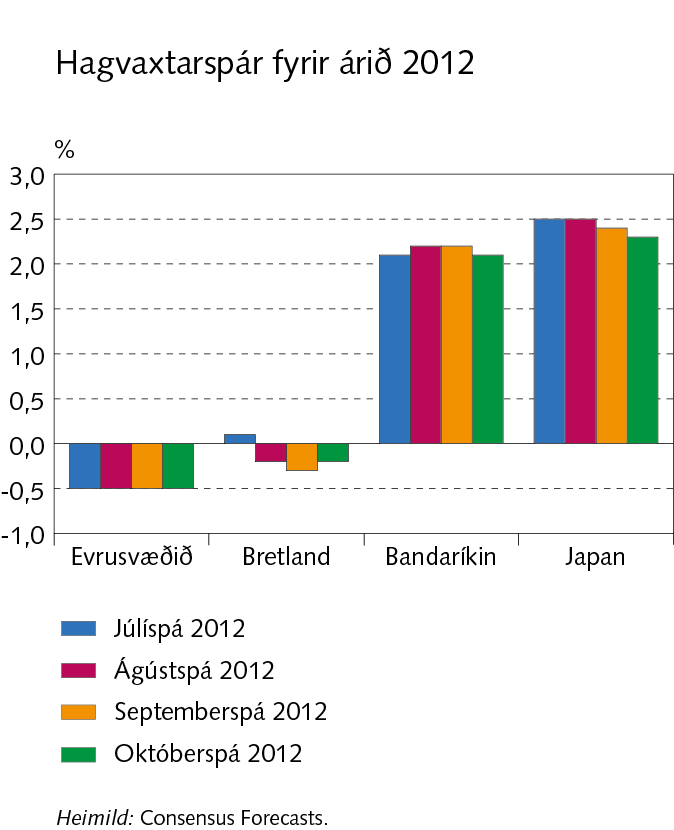 Hagvaxtarspár fyrir árið 2012
%
3,0
2,5
2,0
1,5
1,0
0,5
0,0
-0,5
-1,0
Evrusvæðið Bretland Bandaríkin Japan
Júlíspá 2012
Ágústspá 2012
Septemberspá 2012
Októberspá 2012
Heimild: Consensus Forecasts.